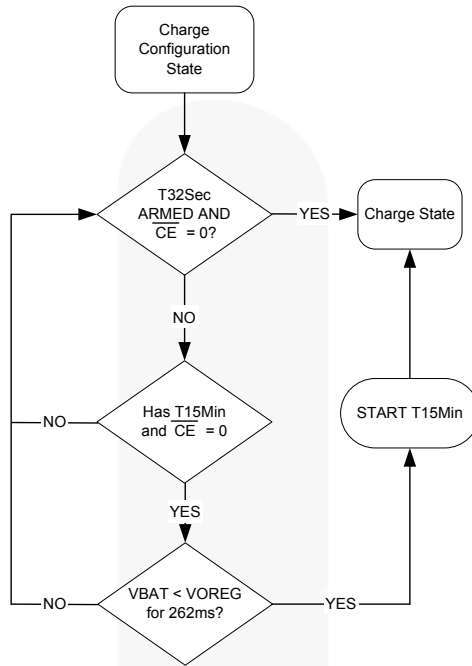 Charge
Configuration
State
T32Sec
ARMED AND
CE = 0?
YES
Charge State
NO
Has T15Min
and CE = 0
NO
START T15Min
YES
VBAT < VOREG
for 262ms?
NO
YES